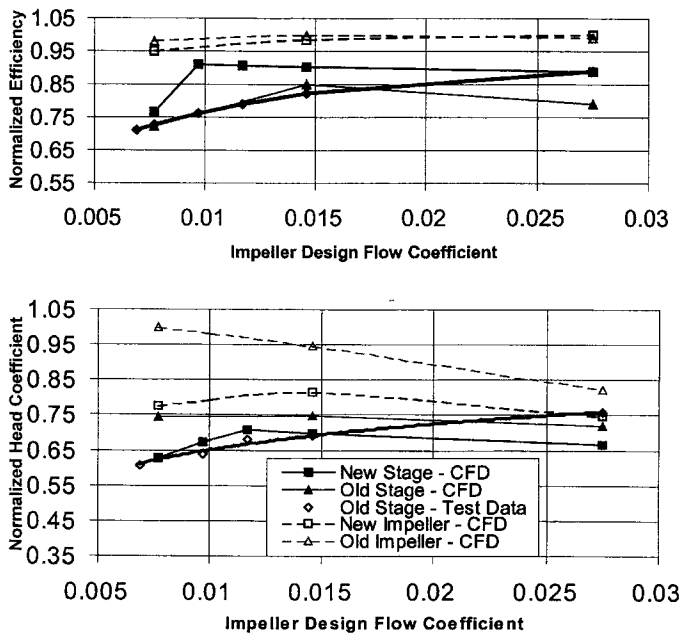 Normalized Efficiency
1.05
0.95
0.85
0.75
0.65
0.55
0.005 0.01 0.015 0.02 0.025 0.03
Impeller Design Flow Coefficient
Normalized Head Coefficient
1.05
0.95
0.85
0.75
0.65
0.55
0.45
0.35
New Stage - CFD
Old Stage - CFD
Old Stage - Test Data
New Impeller - CFD
Old Impeller - CFD
0.005 0.01 0.015 0.02 0.025 0.03
Impeller Design Flow Coefficient